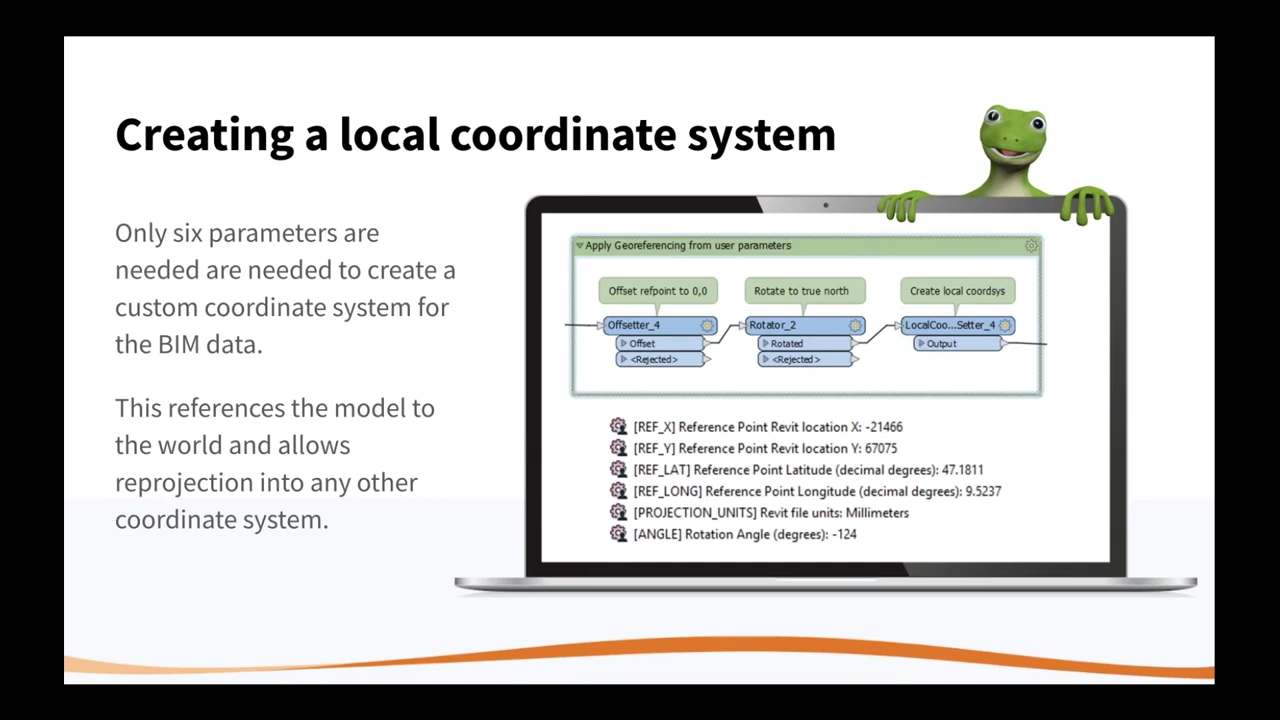 Creating a local coordinate system
Only six parameters are
needed are needed to create a
custom coordinate system for
the BIM data.
This references the model to
the world and allows
reprojection into any other
coordinate system.
Apply Georeferencing from user parameters
Offset refpoint to 0,0
Rotate to true north
Create local coordsys
Offsetter_4
Rotator_2
LocalCoo...Setter_4
Offset
Rotated
Output
<Rejected>
<Rejected>
[REF_X] Reference Point Revit location X: -21466
[REF_Y] Reference Point Revit location Y: 67075
[REF_LAT] Reference Point Latitude (decimal degrees): 47.1811
[REF_LONG] Reference Point Longitude (decimal degrees): 9.5237
[PROJECTION_UNITS] Revit file units: Millimeters
[ANGLE] Rotation Angle (degrees): -124